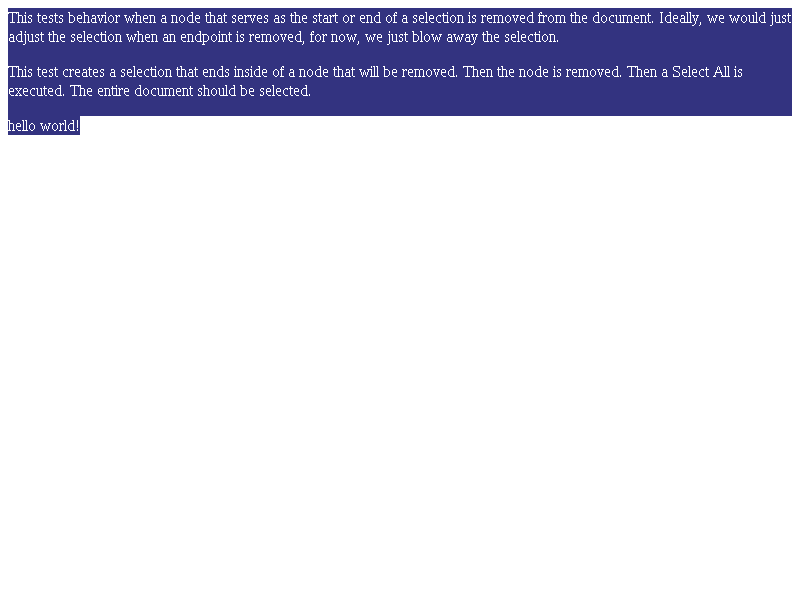 This tests behavior when a node that serves as the start or end of a selection is removed from the document. Ideally, we would just
adjust the selection when an endpoint is removed, for now, we just blow away the selection.
This test creates a selection that ends inside of a node that will be removed. Then the node is removed. Then a Select All is
executed. The entire document should be selected.
hello world!